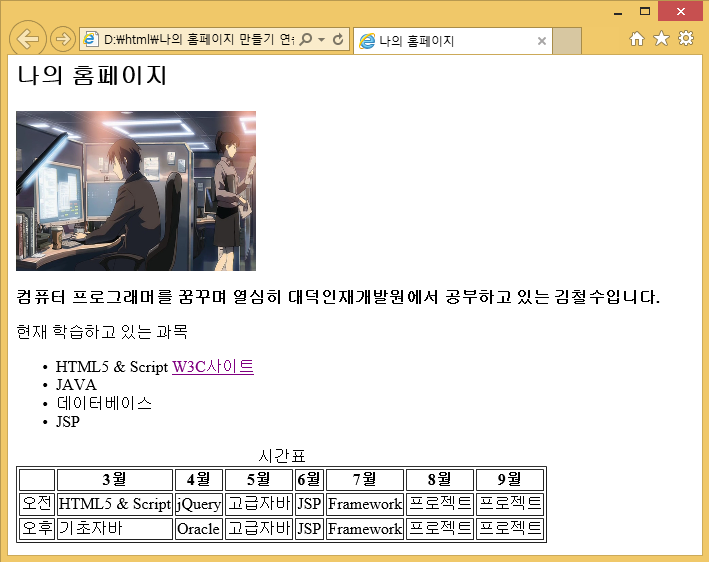 D:\html\나의 홈페이지 만들기 연습
나의 홈페이지
나의 홈페이지
컴퓨터 프로그래머를 꿈꾸며 열심히 대덕인재개발원에서 공부하고 있는 김철수입니다.
현재 학습하고 있는 과목
• HTML5 & Script W3C사이트
• JAVA
• 데이터베이스
• JSP
시간표
3월 4월 5월 6월 7월 8월 9월
오전 HTML5 & Script jQuery 고급자바 JSP Framework 프로젝트 프로젝트
오후 기초자바 Oracle 고급자바 JSP Framework 프로젝트 프로젝트